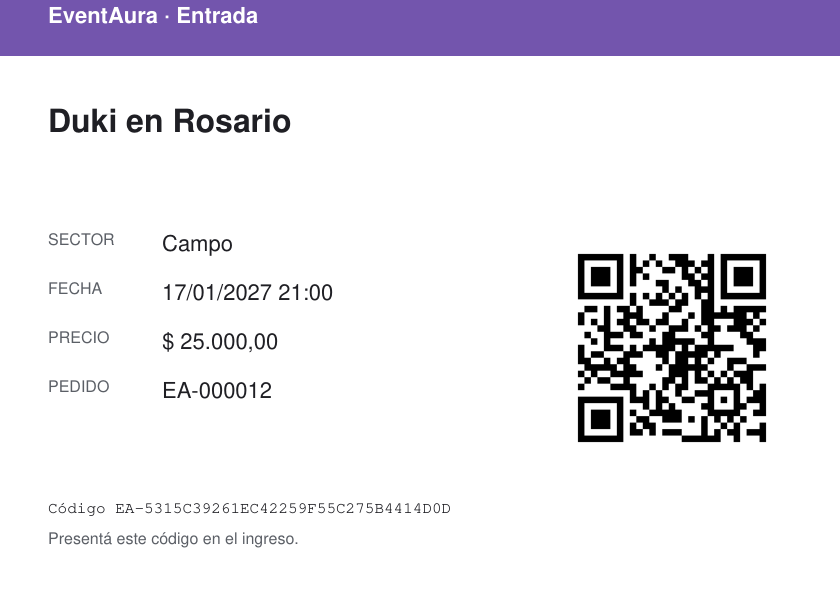 EventAura · Entrada
Duki en Rosario
SECTOR Campo
FECHA 17/01/2027 21:00
PRECIO $ 25.000,00
PEDIDO EA-000012
Código EA-5315C39261EC42259F55C275B4414D0D
Presentá este código en el ingreso.